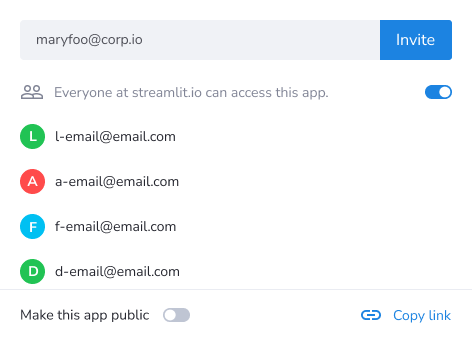 maryfoo@corp.io Invite
Everyone at streamlit.io can access this app.
L l-email@email.com
A a-email@email.com
F f-email@email.com
D d-email@email.com
Make this app public Copy link